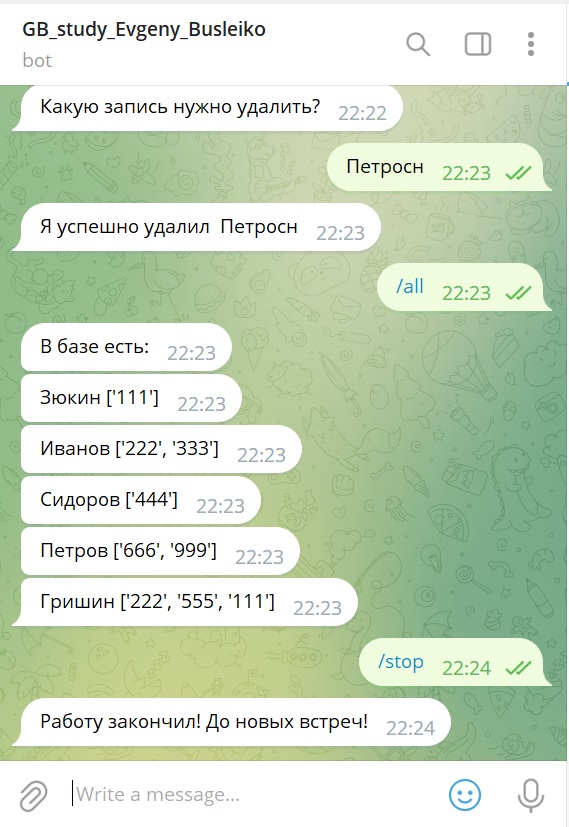 GB_study_Evgeny_Busleiko
bot
Какую запись нужно удалить? 22:22
Петросн 22:23
Я успешно удалил  Петросн 22:23
/all 22:23
В базе есть: 22:23
Зюкин ['111'] 22:23
Иванов ['222', '333'] 22:23
Сидоров ['444'] 22:23
Петров ['666', '999'] 22:23
Гришин ['222', '555', '111'] 22:23
/stop 22:24
Работу закончил! До новых встреч! 22:24
Write a message...